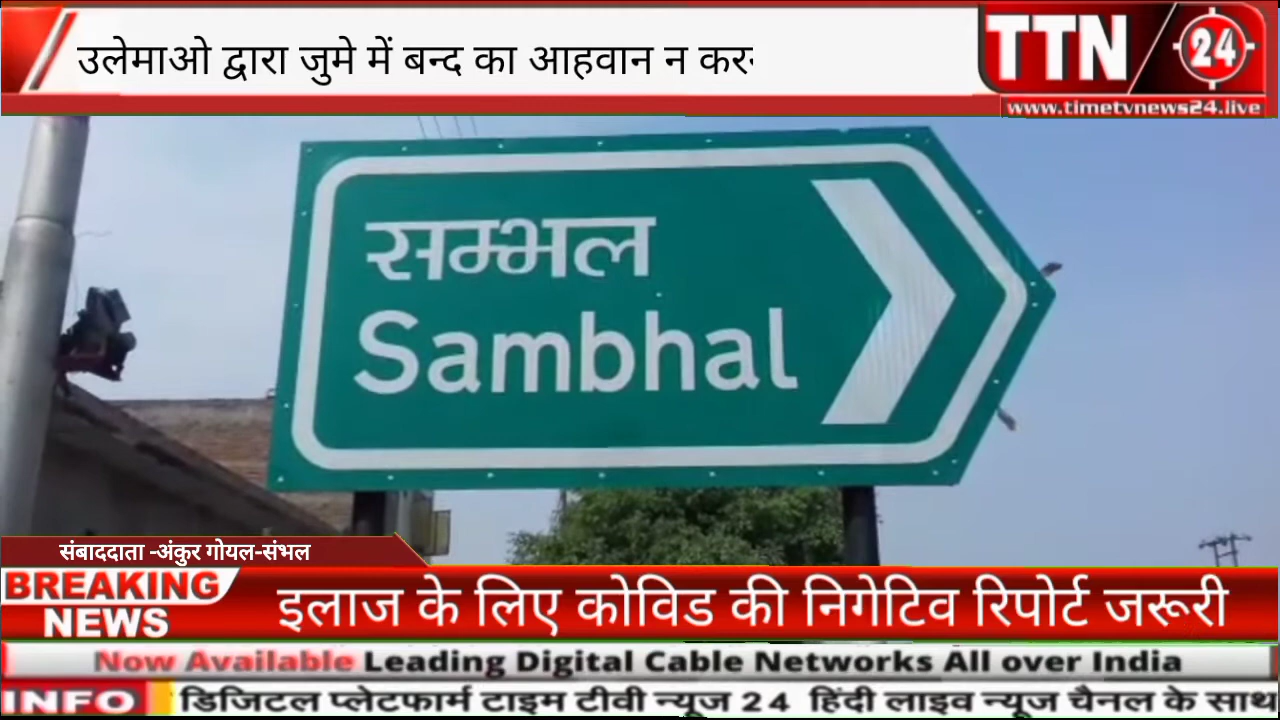 उलेमाओ द्वारा जुमे में बन्द का आहवान न
TTN 24
www.timetvnews24.live
सम्भल
Sambhal
संबाददाता -अंकुर गोयल-संभल
BREAKING NEWS
इलाज के लिए कोविड की निगेटिव रिपोर्ट जरूरी
Now Available Leading Digital Cable Networks All over India
INFO
डिजिटल प्लेटफार्म टाइम टीवी न्यूज 24 हिंदी लाइव न्यूज चैनल के साथ